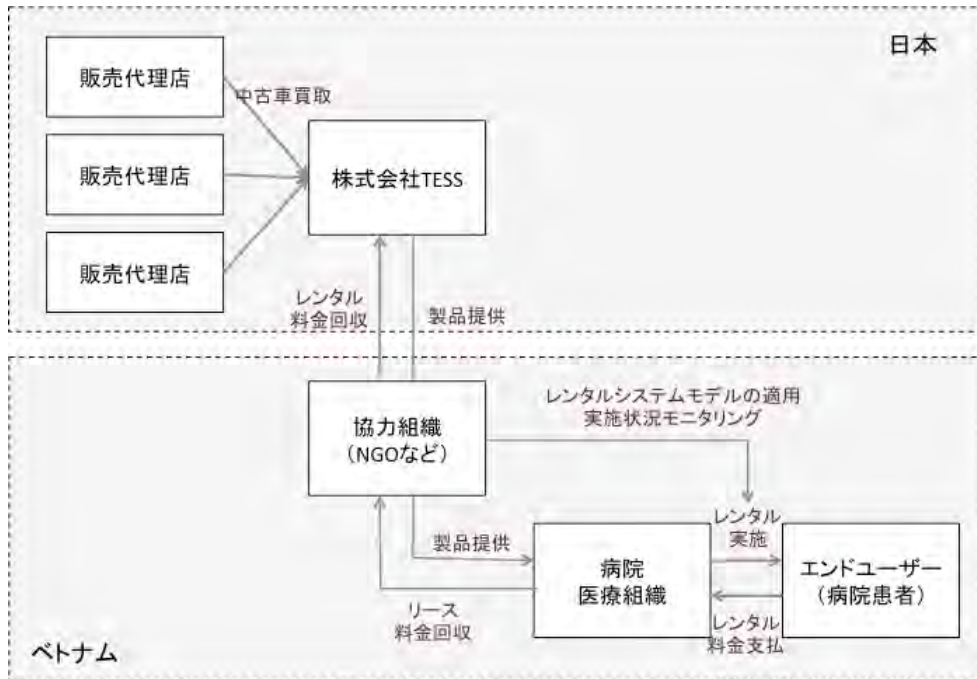 日本
販売代理店
中古車買取
販売代理店
株式会社TESS
販売代理店
レンタル
料金回収
製品提供
協力組織
（NGOなど）
レンタルシステムモデルの適用
実施状況モニタリング
製品提供
リース
料金回収
病院
医療組織
レンタル
実施
エンドユーザー
（病院患者）
レンタル
料金支払
ベトナム